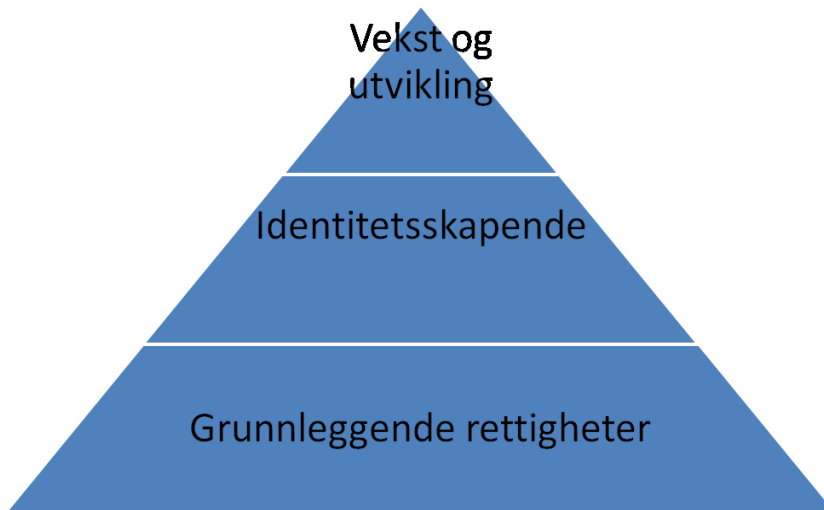 Vekst og
utvikling
Identitetsskapende
Grunnleggende rettigheter